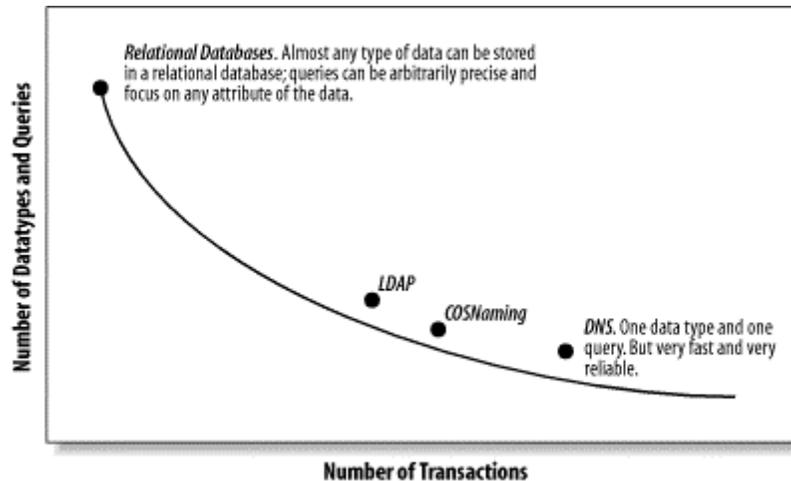 Number of Datatypes and Queries
Relational Databases. Almost any type of data can be stored
in a relational database; queries can be arbitrarily precise and
focus on any attribute of the data.
LDAP
COSNaming
DNS. One data type and one
query. But very fast and very
reliable.
Number of Transactions